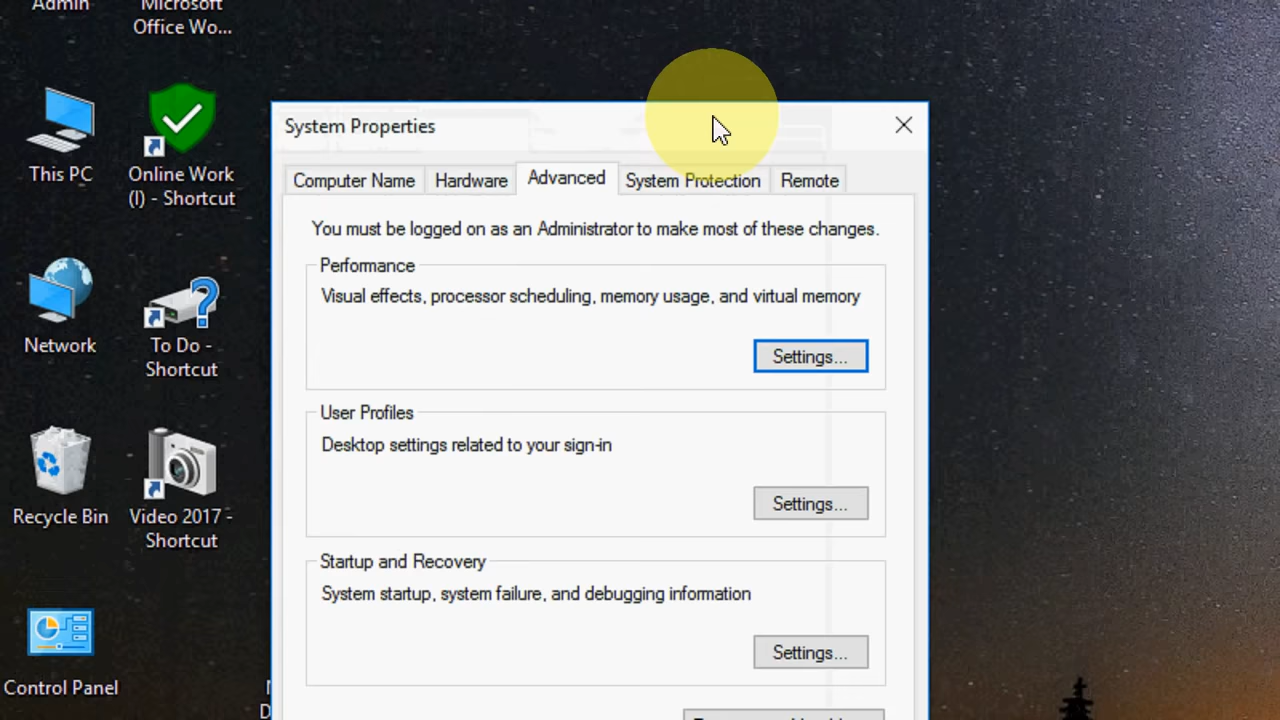 Admin
Microsoft
Office Wo...
This PC
Online Work
(I) - Shortcut
Network
To Do -
Shortcut
Recycle Bin
Video 2017 -
Shortcut
Control Panel
System Properties
Computer Name
Hardware
Advanced
System Protection
Remote
You must be logged on as an Administrator to make most of these changes.
Performance
Visual effects, processor scheduling, memory usage, and virtual memory
Settings...
User Profiles
Desktop settings related to your sign-in
Settings...
Startup and Recovery
System startup, system failure, and debugging information
Settings...